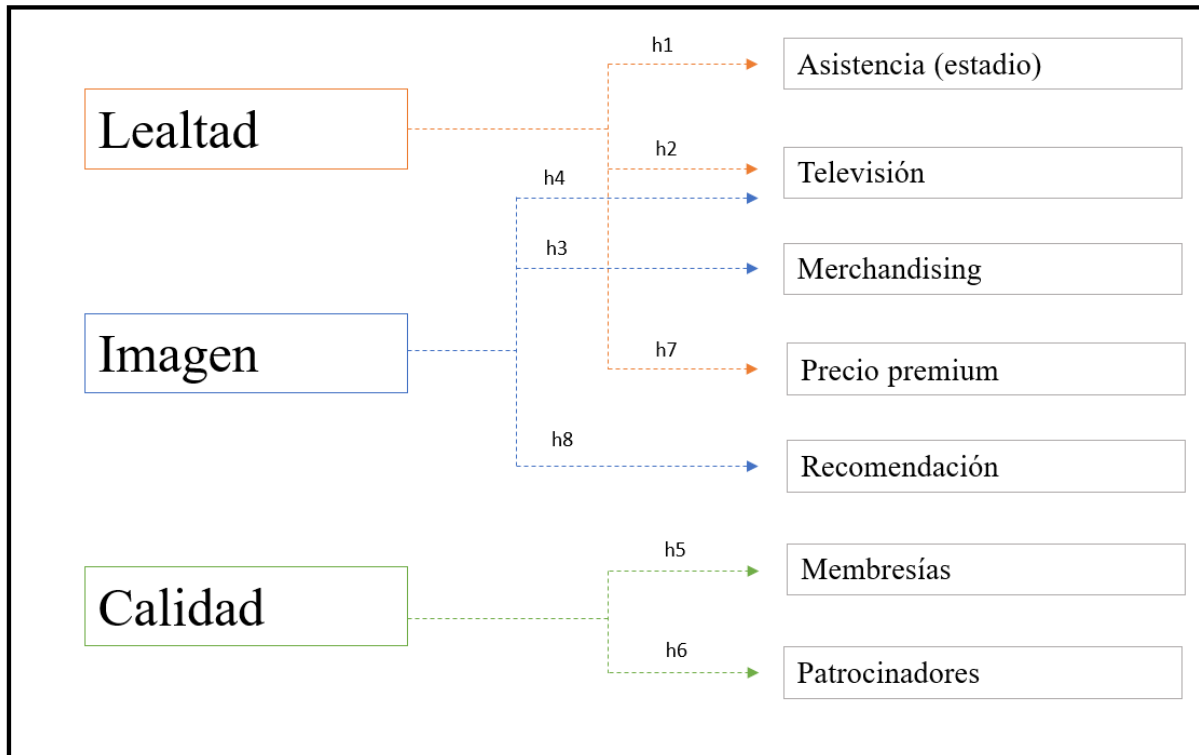 h1
Asistencia (estadio)
Lealtad
h2
Televisión
h4
h3
Merchandising
Imagen
h7
Precio premium
h8
Recomendación
h5
Membresías
Calidad
h6
Patrocinadores